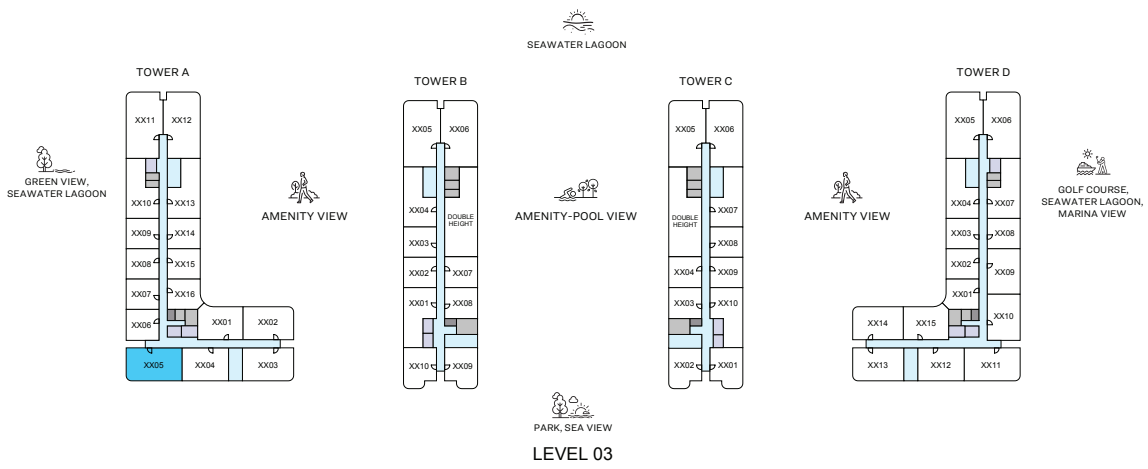 SEAWATER LAGOON
TOWER A
TOWER B
TOWER C
TOWER D
XX11
XX12
XX05
XX06
XX05
XX06
XX05
XX06
GREEN VIEW,
SEAWATER LAGOON
AMENITY VIEW
AMENITY-POOL VIEW
AMENITY VIEW
GOLF COURSE,
SEAWATER LAGOON,
MARINA VIEW
XX10
XX13
XX09
XX14
XX08
XX15
XX07
XX16
XX06
XX01
XX02
XX05
XX04
XX03
XX04
DOUBLE
HEIGHT
XX03
XX02
XX07
XX01
XX08
XX10
XX09
XX07
DOUBLE
HEIGHT
XX08
XX04
XX09
XX03
XX10
XX02
XX01
XX04
XX07
XX03
XX02
XX09
XX01
XX10
XX14
XX15
XX13
XX12
XX11
PARK, SEA VIEW
LEVEL 03